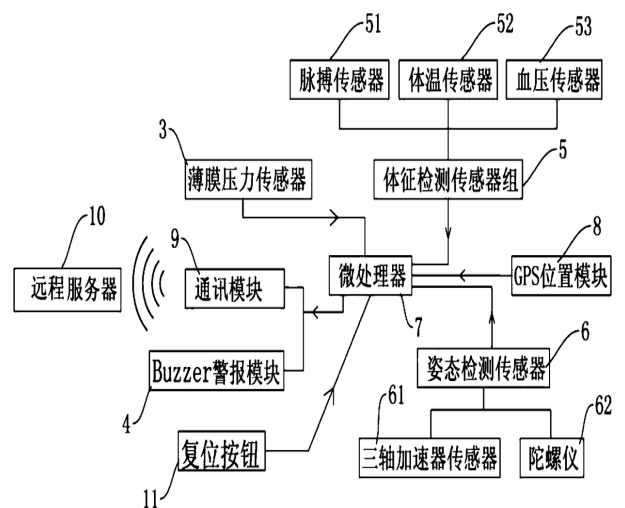 51
52
53
脉搏传感器
体温传感器
血压传感器
3
薄膜压力传感器
体征检测传感器组
5
10
9
8
远程服务器
通讯模块
微处理器
GPS位置模块
7
Buzzer警报模块
姿态检测传感器
6
4
61
62
复位按钮
三轴加速器传感器
陀螺仪
11